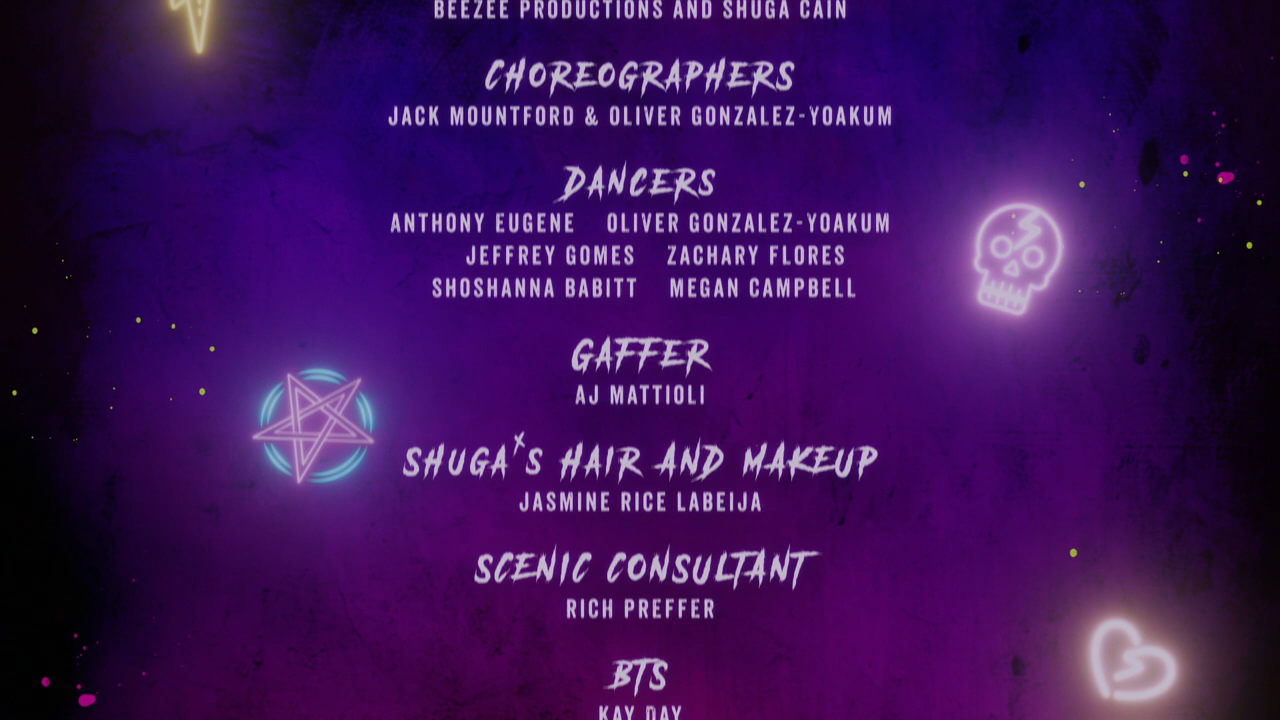 BEEZEE PRODUCTIONS AND SHUGA CAIN
CHOREOGRAPHERS
JACK MOUNTFORD & OLIVER GONZALEZ-YOAKUM
DANCERS
ANTHONY EUGENE OLIVER GONZALEZ-YOAKUM
JEFFREY GOMES ZACHARY FLORES
SHOSHANNA BABITT MEGAN CAMPBELL
GAFFER
AJ MATTIOLI
SHUGA'S HAIR AND MAKEUP
JASMINE RICE LABEIJA
SCENIC CONSULTANT
RICH PREFFER
BTS
KAY DAY